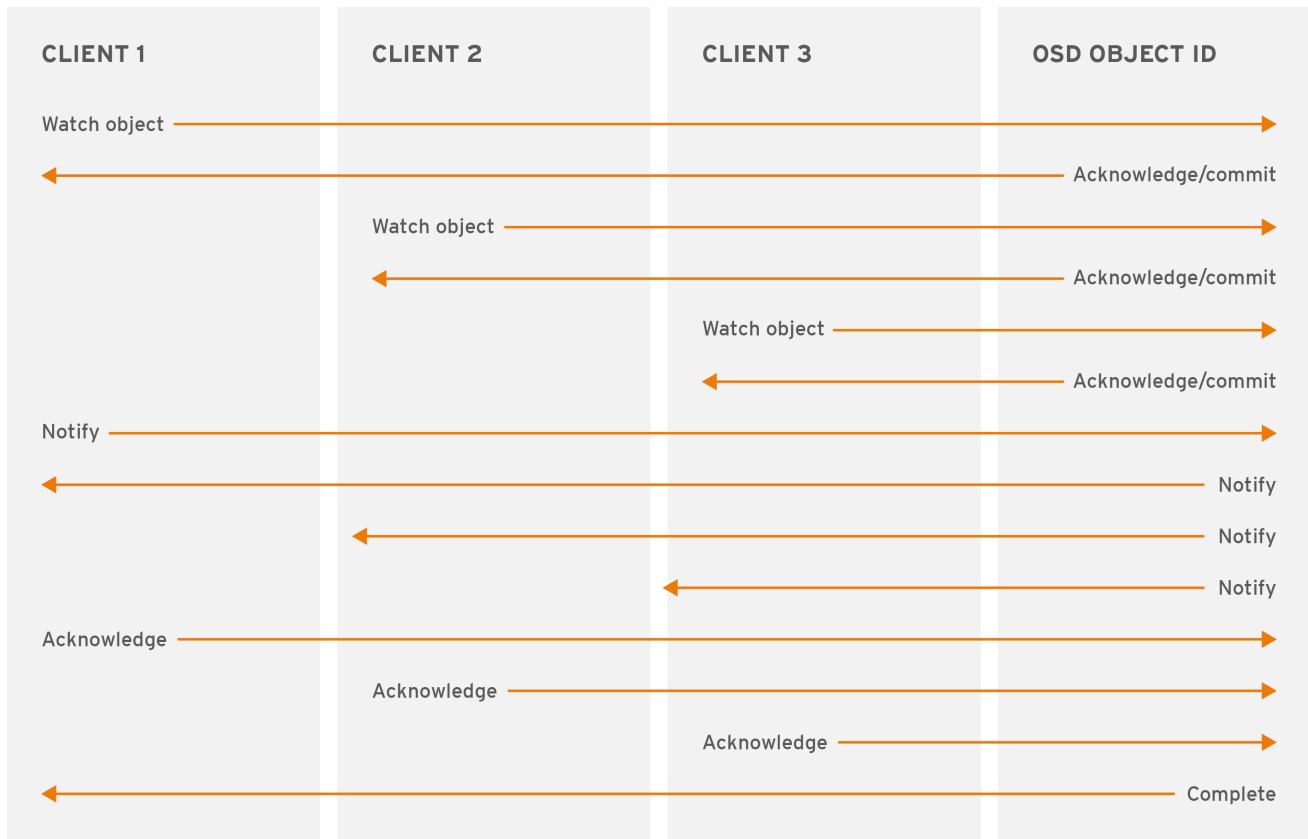 CLIENT 1
CLIENT 2
CLIENT 3
OSD OBJECT ID
Watch object
Acknowledge/commit
Watch object
Acknowledge/commit
Watch object
Acknowledge/commit
Notify
Notify
Notify
Notify
Acknowledge
Acknowledge
Acknowledge
Complete